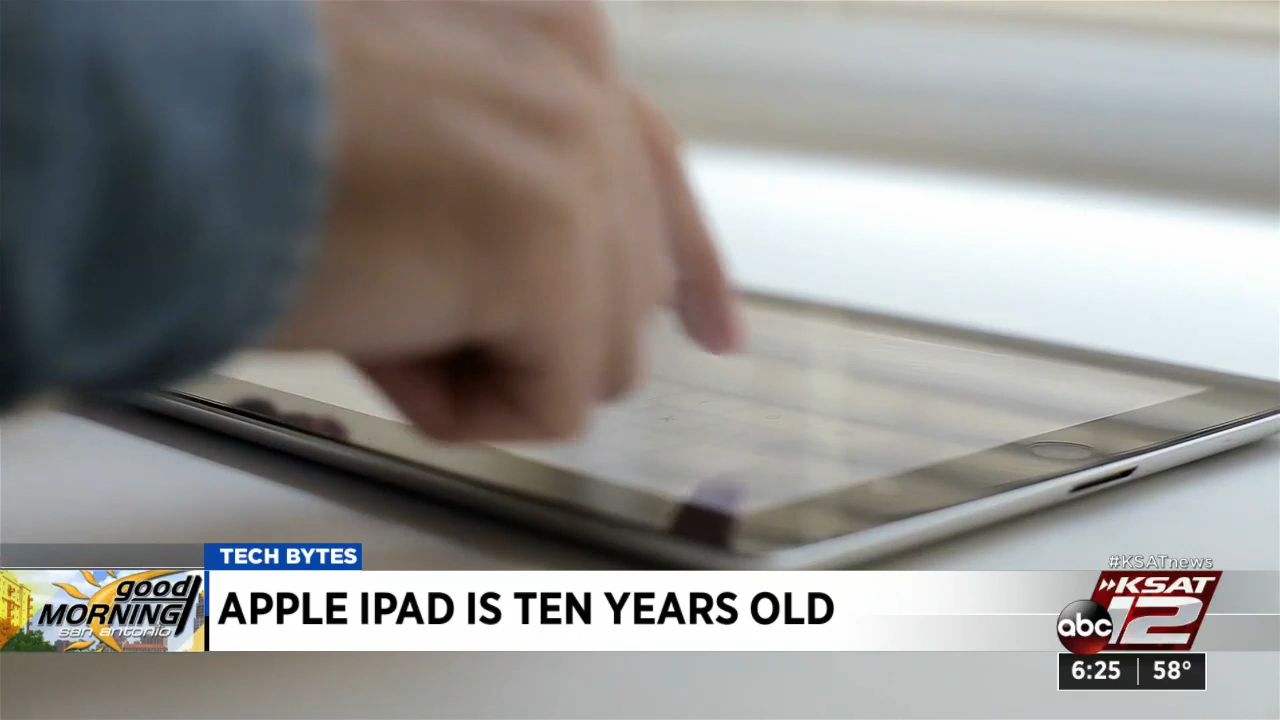 TECH BYTES
APPLE IPAD IS TEN YEARS OLD
good
MORNING
san antonio
#KSATnews
KSAT
abc 12
6:25 58°